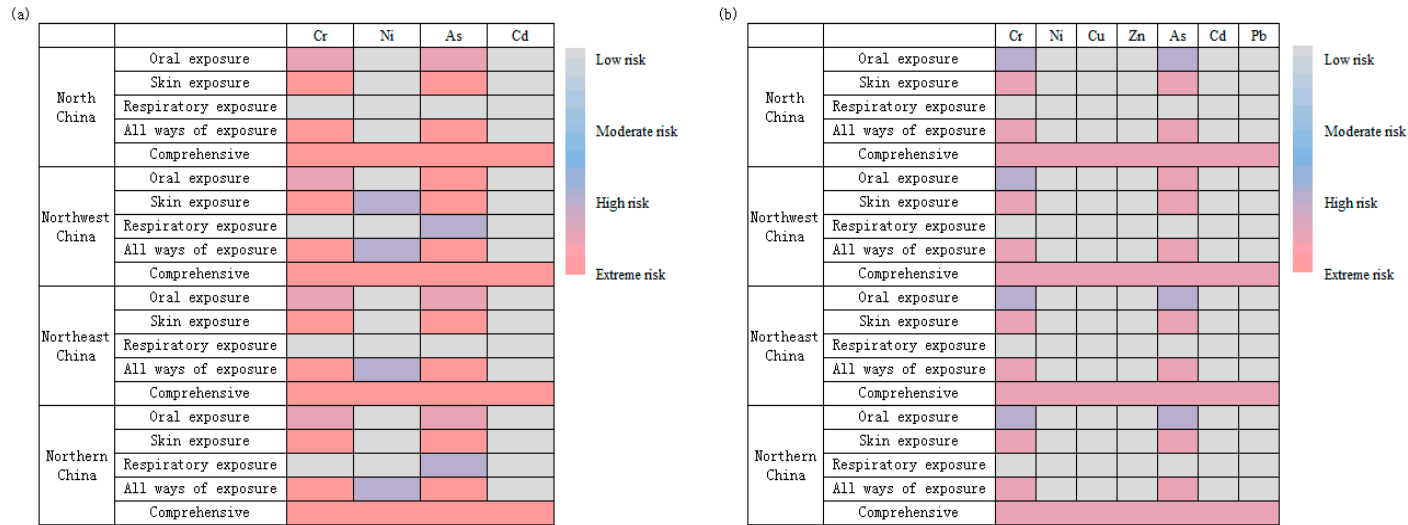 (a)
Cr Ni As Cd
North China
Oral exposure
Skin exposure
Respiratory exposure
All ways of exposure
Comprehensive
Northwest China
Oral exposure
Skin exposure
Respiratory exposure
All ways of exposure
Comprehensive
Northeast China
Oral exposure
Skin exposure
Respiratory exposure
All ways of exposure
Comprehensive
Northern China
Oral exposure
Skin exposure
Respiratory exposure
All ways of exposure
Comprehensive
Low risk
Moderate risk
High risk
Extreme risk
(b)
Cr Ni Cu Zn As Cd Pb
North China
Oral exposure
Skin exposure
Respiratory exposure
All ways of exposure
Comprehensive
Northwest China
Oral exposure
Skin exposure
Respiratory exposure
All ways of exposure
Comprehensive
Northeast China
Oral exposure
Skin exposure
Respiratory exposure
All ways of exposure
Comprehensive
Northern China
Oral exposure
Skin exposure
Respiratory exposure
All ways of exposure
Comprehensive
Low risk
Moderate risk
High risk
Extreme risk